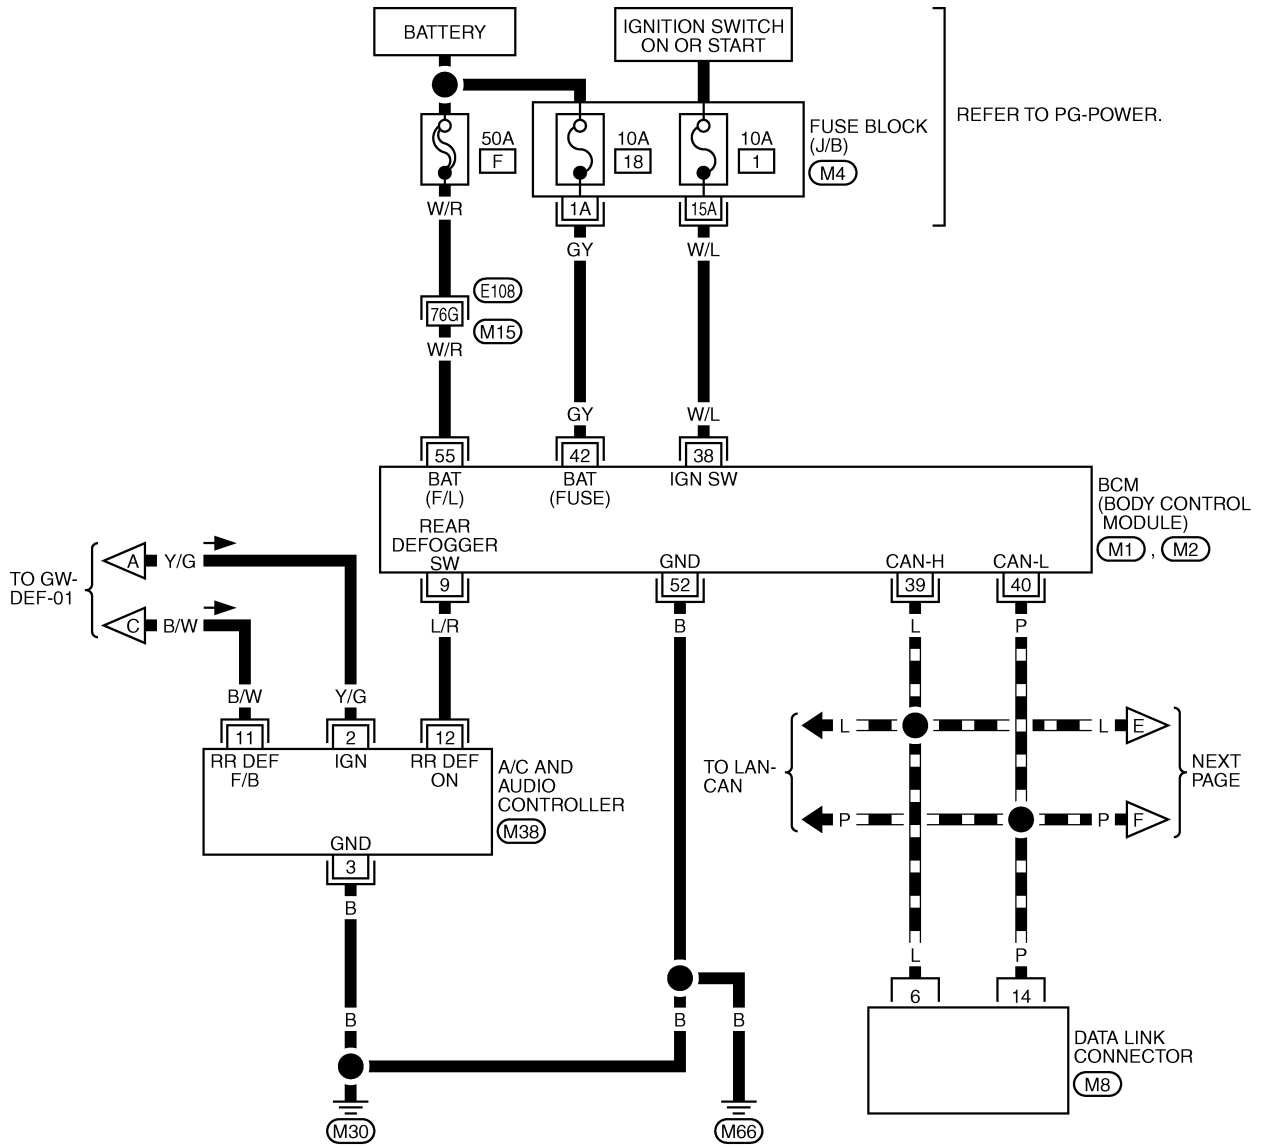 BATTERY
IGNITION SWITCH
ON OR START
REFER TO PG-POWER.
50A
F
10A
18
10A
1
FUSE BLOCK
(J/B)
M4
W/R
1A
15A
GY
W/L
E108
76G
M15
W/R
GY
W/L
55
42
38
BAT
(F/L)
BAT
(FUSE)
IGN SW
BCM
(BODY CONTROL
MODULE)
M1 , M2
REAR
DEFOGGER
SW
GND
CAN-H
CAN-L
9
52
39
40
TO GW-
DEF-01
A
Y/G
C
B/W
L/R
B
L
P
B/W
Y/G
11
2
12
RR DEF
F/B
IGN
RR DEF
ON
A/C AND
AUDIO
CONTROLLER
M38
GND
3
TO LAN-
CAN
L
L
E
P
P
F
NEXT
PAGE
B
L
P
6
14
B
B
B
DATA LINK
CONNECTOR
M8
M30
M66